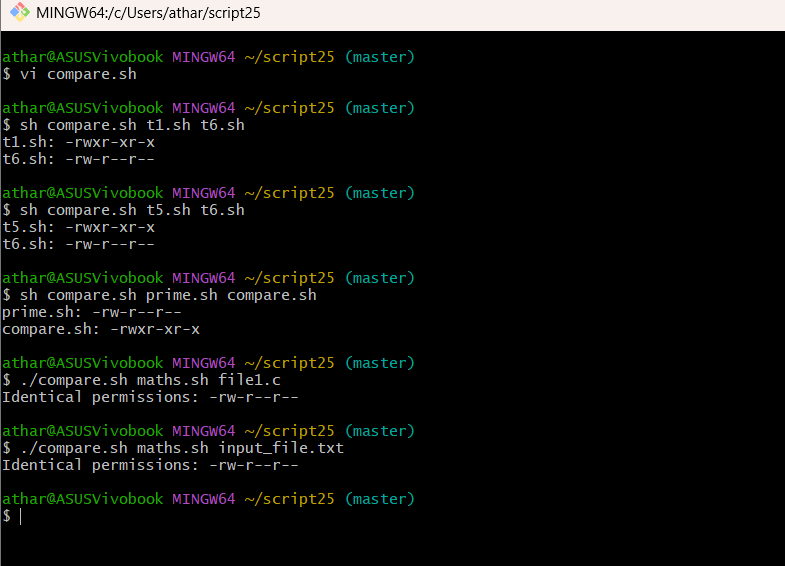 MINGW64:/c/Users/athar/script25
athar@ASUSVivobook MINGW64 ~/script25 (master)
$ vi compare.sh
athar@ASUSVivobook MINGW64 ~/script25 (master)
$ sh compare.sh t1.sh t6.sh
t1.sh: -rwxr-xr-x
t6.sh: -rw-r--r--
athar@ASUSVivobook MINGW64 ~/script25 (master)
$ sh compare.sh t5.sh t6.sh
t5.sh: -rwxr-xr-x
t6.sh: -rw-r--r--
athar@ASUSVivobook MINGW64 ~/script25 (master)
$ sh compare.sh prime.sh compare.sh
prime.sh: -rw-r--r--
compare.sh: -rwxr-xr-x
athar@ASUSVivobook MINGW64 ~/script25 (master)
$ ./compare.sh maths.sh file1.c
Identical permissions: -rw-r--r--
athar@ASUSVivobook MINGW64 ~/script25 (master)
$ ./compare.sh maths.sh input_file.txt
Identical permissions: -rw-r--r--
athar@ASUSVivobook MINGW64 ~/script25 (master)
$